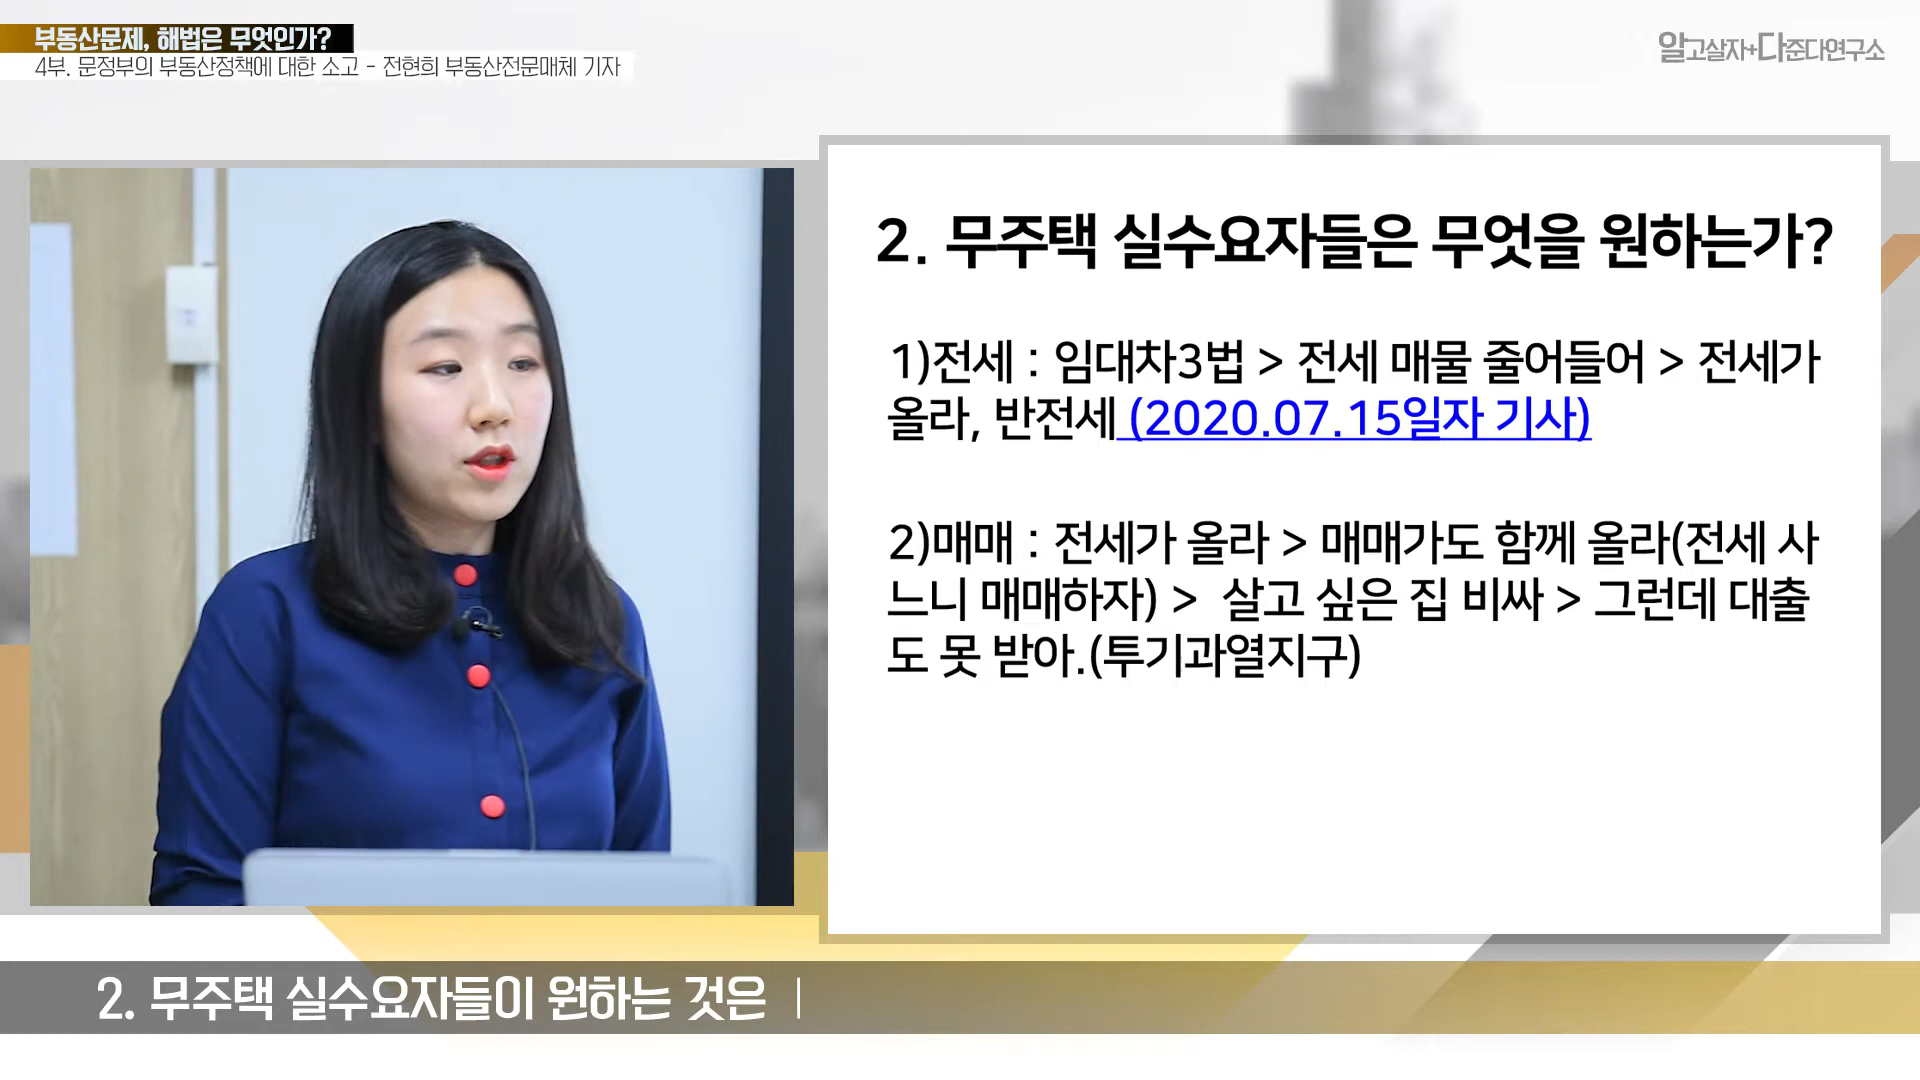 부동산문제, 해법은 무엇인가?
4부. 문정부의 부동산정책에 대한 소고 - 전현희 부동산전문매체 기자
알고살자+다준다연구소
2. 무주택 실수요자들은 무엇을 원하는가?
1)전세 : 임대차3법 > 전세 매물 줄어들어 > 전세가
올라, 반전세 (2020.07.15일자 기사)
2)매매 : 전세가 올라 > 매매가도 함께 올라(전세 사
느니 매매하자) > 살고 싶은 집 비싸 > 그런데 대출
도 못 받아.(투기과열지구)
2. 무주택 실수요자들이 원하는 것은